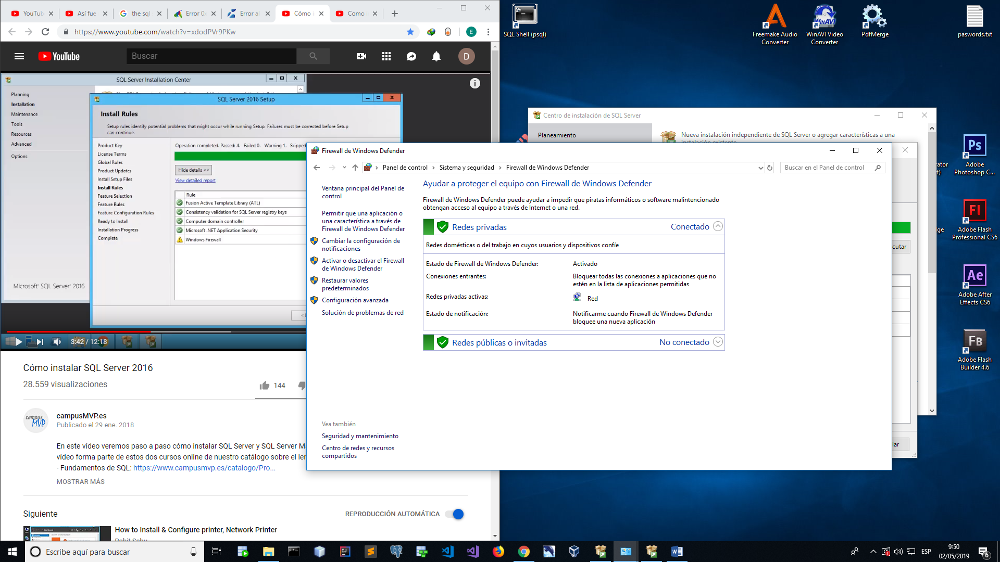 YouTub
Así fue
the sql
Error 0x
Error al
Cómo i
Como i
https://www.youtube.com/watch?v=xdodPVr9PKw
E
YouTube
Buscar
D
SQL Server Installation Center
Planning
Installation
Maintenance
Tools
Resources
Advanced
Options
Microsoft SQL Server 2016
SQL Server 2016 Setup
Install Rules
Setup rules identify potential problems that might occur while running Setup. Failures must be corrected before Setup
can continue.
Product Key
License Terms
Global Rules
Product Updates
Install Setup Files
Install Rules
Feature Selection
Feature Rules
Feature Configuration Rules
Ready to Install
Installation Progress
Complete
Operation completed. Passed: 4. Failed 0. Warning 1. Skipped
Hide details <<
View detailed report
Rule
Fusion Active Template Library (ATL)
Consistency validation for SQL Server registry keys
Computer domain controller
Microsoft .NET Application Security
Windows Firewall
3:42 / 12:18
Cómo instalar SQL Server 2016
28.559 visualizaciones
144
campus MVP
campusMVP.es
Publicado el 29 ene. 2018
En este vídeo veremos paso a paso cómo instalar SQL Server y SQL Server Ma
vídeo forma parte de estos dos cursos online de nuestro catálogo sobre el len
- Fundamentos de SQL: https://www.campusmvp.es/catalogo/Pro...
MOSTRAR MÁS
Siguiente
REPRODUCCIÓN AUTOMÁTICA
How to Install & Configure printer, Network Printer
Firewall de Windows Defender
Panel de control > Sistema y seguridad > Firewall de Windows Defender
Buscar en el Panel de control
Ventana principal del Panel de
control
Permitir que una aplicación o
una característica a través de
Firewall de Windows Defender
Cambiar la configuración de
notificaciones
Activar o desactivar el Firewall
de Windows Defender
Restaurar valores
predeterminados
Configuración avanzada
Solución de problemas de red
Vea también
Seguridad y mantenimiento
Centro de redes y recursos
compartidos
Ayudar a proteger el equipo con Firewall de Windows Defender
Firewall de Windows Defender puede ayudar a impedir que piratas informáticos o software malintencionado
obtengan acceso al equipo a través de Internet o una red.
Redes privadas
Conectado
Redes domésticas o del trabajo en cuyos usuarios y dispositivos confíe
Estado de Firewall de Windows Defender:
Activado
Conexiones entrantes:
Bloquear todas las conexiones a aplicaciones que no
estén en la lista de aplicaciones permitidas
Redes privadas activas:
Red
Estado de notificación:
Notificarme cuando Firewall de Windows Defender
bloquee una nueva aplicación
Redes públicas o invitadas
No conectado
Centro de instalación de SQL Server
Planeamiento
Nueva instalación independiente de SQL Server o agregar características a una
instalación existente
cutar
lar
SQL Shell (psql)
Freemake Audio
Converter
WinAVI
WinAVI Video
Converter
PdfMerge
paswords.txt
Ps
Adobe
Photoshop C...
ator
t)
Fl
Adobe Flash
Professional CS6
ge
Ae
Adobe After
Effects CS6
Fb
Adobe Flash
Builder 4.6
Escribe aquí para buscar
ESP
9:50
02/05/2019
6